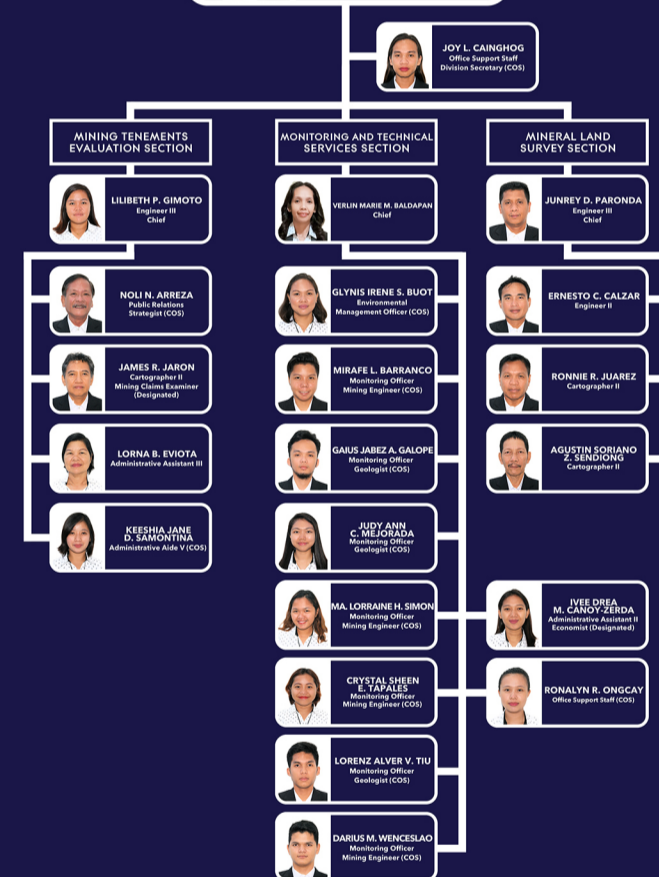 JOY L. CAINGHOG
Office Support Staff
Division Secretary (COS)
MINING TENEMENTS
EVALUATION SECTION
LILIBETH P. GIMOTO
Engineer III
Chief
NOLI N. ARREZA
Public Relations
Strategist (COS)
JAMES R. JARON
Cartographer II
Mining Claims Examiner
(Designated)
LORNA B. EVIOTA
Administrative Assistant III
KEESHIA JANE
D. SAMONTINA
Administrative Aide V (COS)
MONITORING AND TECHNICAL
SERVICES SECTION
VERLIN MARIE M. BALDAPAN
Chief
GLYNIS IRENE S. BUOT
Environmental
Management Officer (COS)
MIRAFE L. BARRANCO
Monitoring Officer
Mining Engineer (COS)
GAIUS JABEZ A. GALOPE
Monitoring Officer
Geologist (COS)
JUDY ANN
C. MEJORADA
Monitoring Officer
Geologist (COS)
MA. LORRAINE H. SIMON
Monitoring Officer
Mining Engineer (COS)
CRYSTAL SHEEN
E. TAPALES
Monitoring Officer
Mining Engineer (COS)
LORENZ ALVER V. TIU
Monitoring Officer
Geologist (COS)
DARIUS M. WENCESLAO
Monitoring Officer
Mining Engineer (COS)
MINERAL LAND
SURVEY SECTION
JUNREY D. PARONDA
Engineer III
Chief
ERNESTO C. CALZAR
Engineer II
RONNIE R. JUAREZ
Cartographer II
AGUSTIN SORIANO
Z. SENDIONG
Cartographer II
IVEE DREA
M. CANOY-ZERDA
Administrative Assistant II
Economist (Designated)
RONALYN R. ONGCAY
Office Support Staff (COS)